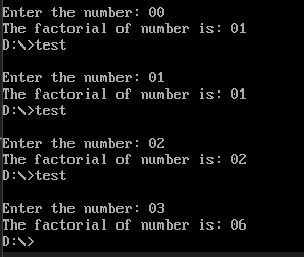 Enter the number: 00
The factorial of number is: 01
D:\>test
Enter the number: 01
The factorial of number is: 01
D:\>test
Enter the number: 02
The factorial of number is: 02
D:\>test
Enter the number: 03
The factorial of number is: 06
D:\>